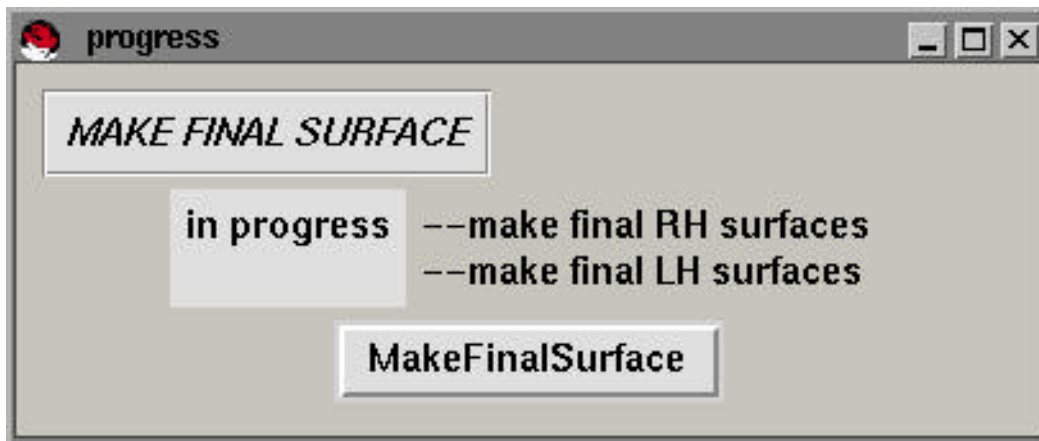 progress
MAKE FINAL SURFACE
in progress --make final RH surfaces
--make final LH surfaces
MakeFinalSurface